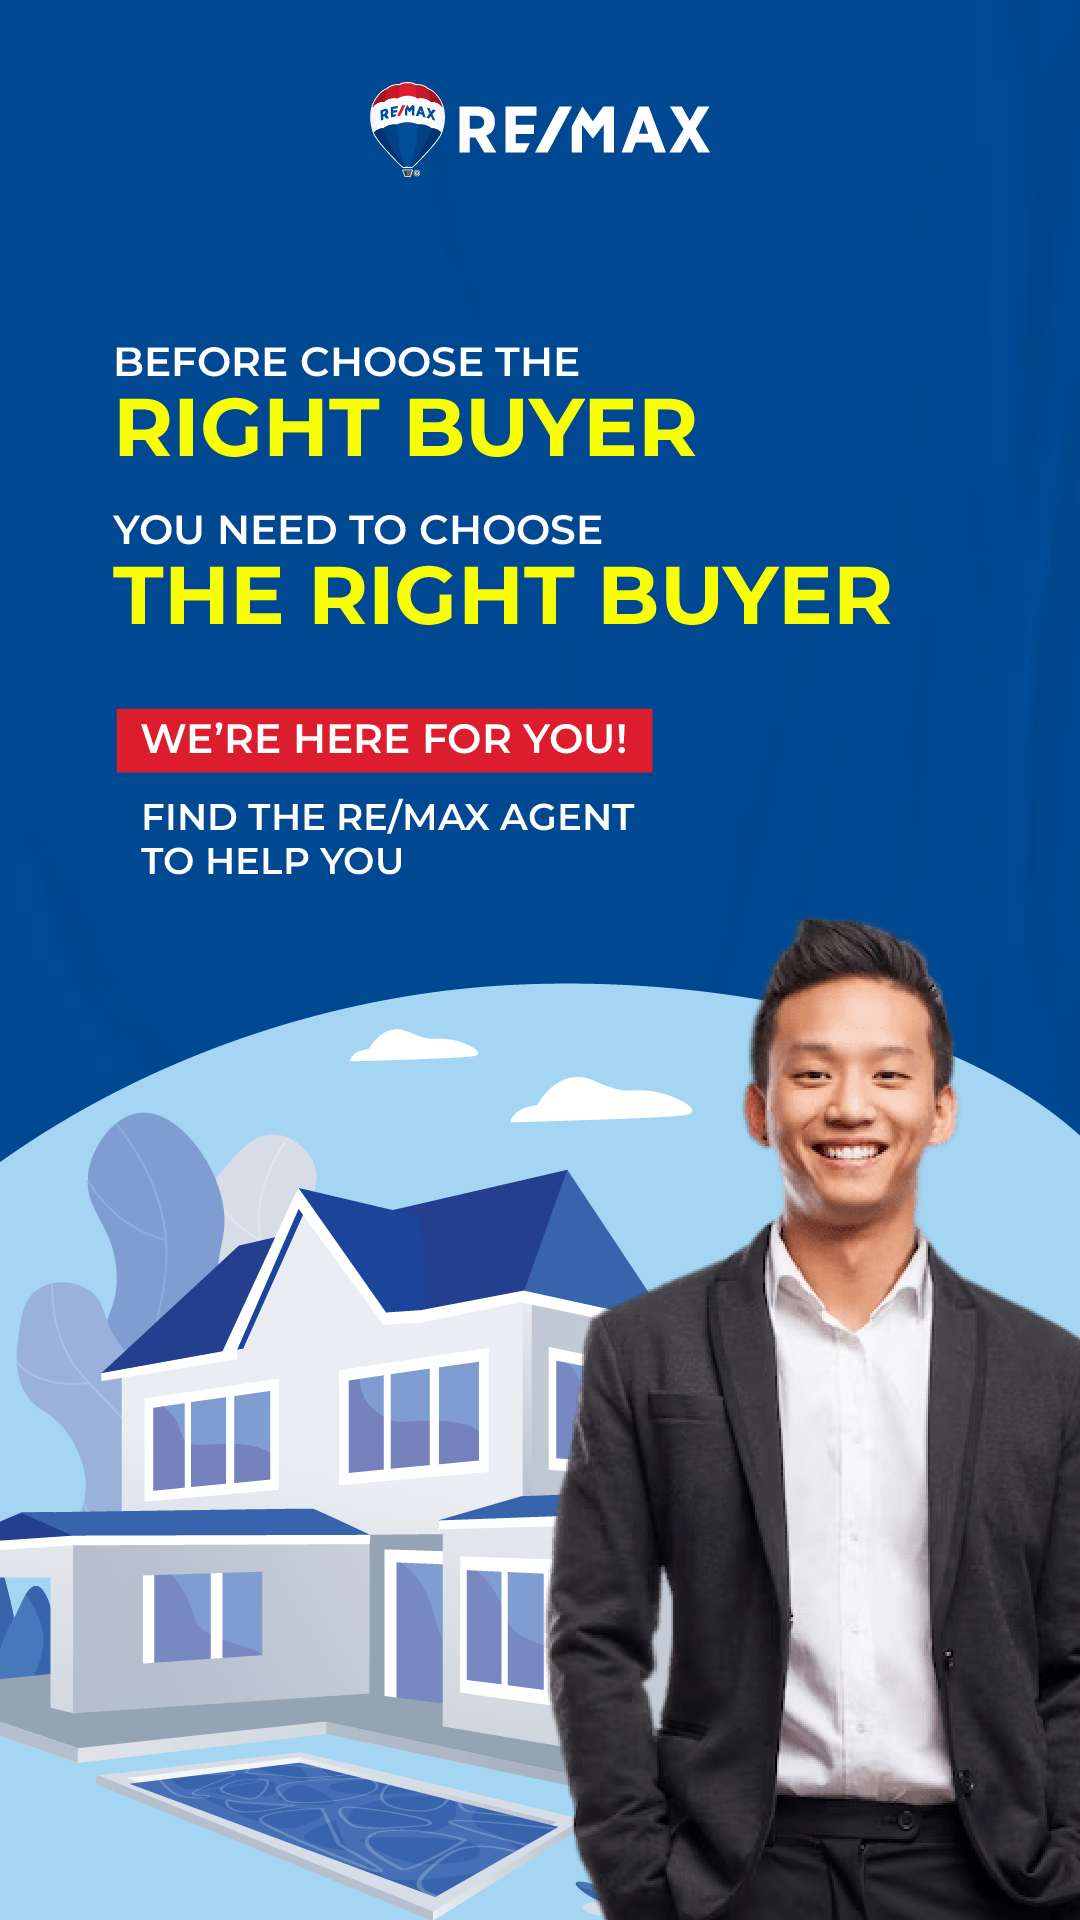 RE/MAX
RE/MAX
BEFORE CHOOSE THE
RIGHT BUYER
YOU NEED TO CHOOSE
THE RIGHT BUYER
WE’RE HERE FOR YOU!
FIND THE RE/MAX AGENT
TO HELP YOU